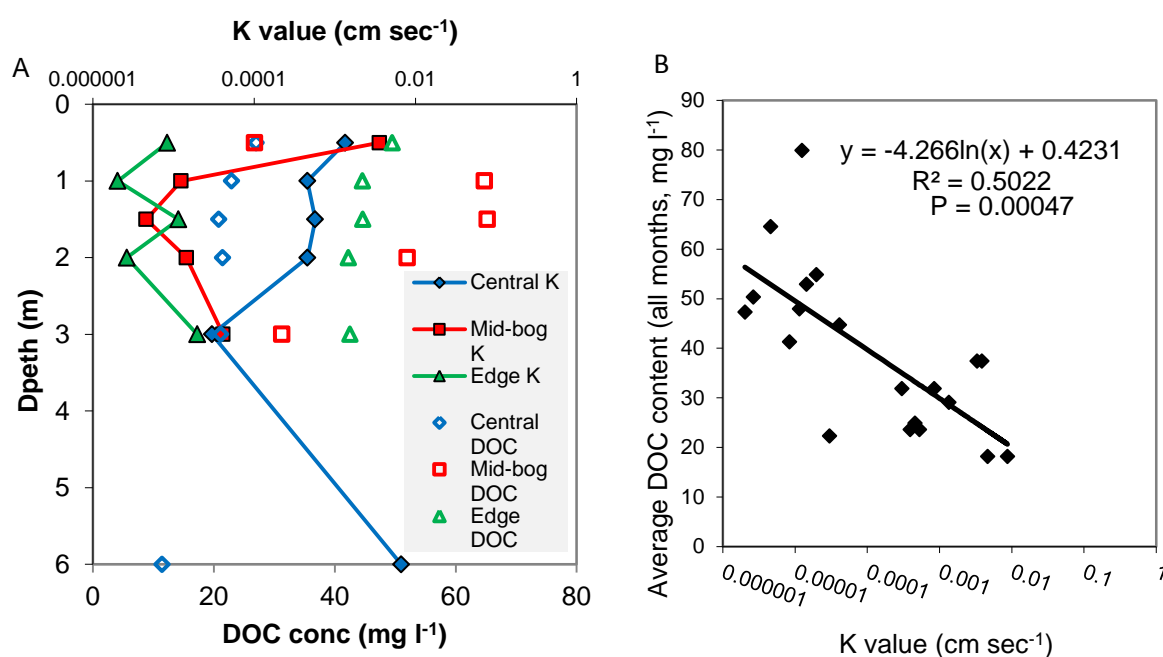 K value (cm sec⁻¹)
A
0.000001 0.0001 0.01 1
0
1
2
3
4
5
6
Dpeth (m)
Central K
Mid-bog
K
Edge K
Central
DOC
Mid-bog
DOC
Edge
DOC
0 20 40 60 80
DOC conc (mg l⁻¹)
B
90
80
70
60
50
40
30
20
10
0
Average DOC content (all months, mg l⁻¹)
y = -4.266ln(x) + 0.4231
R² = 0.5022
P = 0.00047
0.000001 0.00001 0.0001 0.001 0.01 0.1 1
K value (cm sec⁻¹)